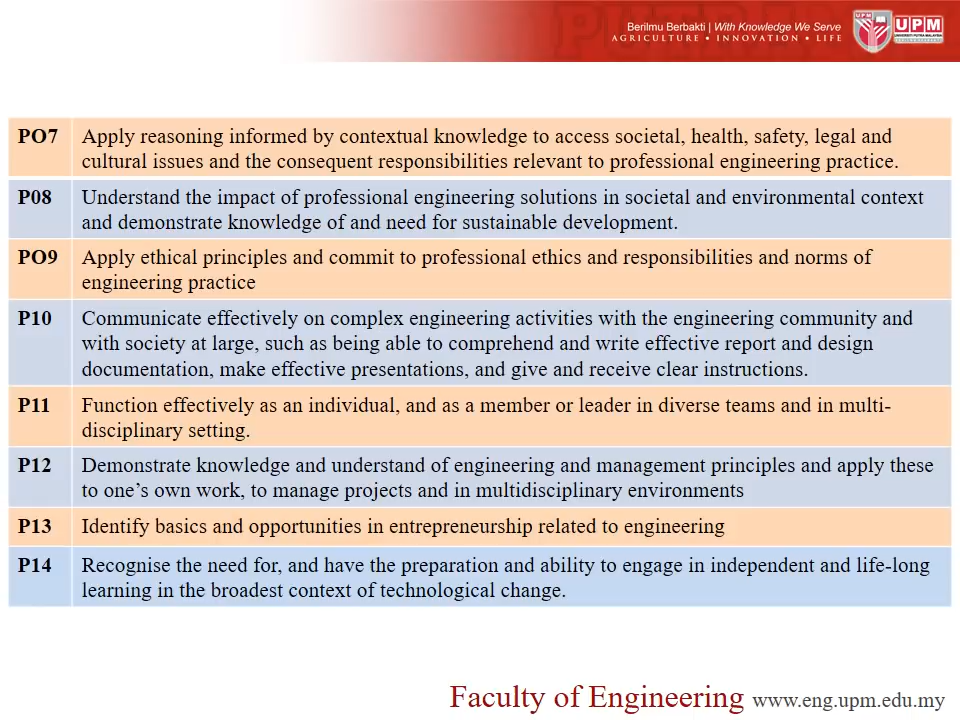 Berilmu Berbakti | With Knowledge We Serve
AGRICULTURE • INNOVATION • LIFE
UPM
UPM
UNIVERSITI PUTRA MALAYSIA
PO7 Apply reasoning informed by contextual knowledge to access societal, health, safety, legal and
cultural issues and the consequent responsibilities relevant to professional engineering practice.
P08 Understand the impact of professional engineering solutions in societal and environmental context
and demonstrate knowledge of and need for sustainable development.
PO9 Apply ethical principles and commit to professional ethics and responsibilities and norms of
engineering practice
P10 Communicate effectively on complex engineering activities with the engineering community and
with society at large, such as being able to comprehend and write effective report and design
documentation, make effective presentations, and give and receive clear instructions.
P11 Function effectively as an individual, and as a member or leader in diverse teams and in multi-
disciplinary setting.
P12 Demonstrate knowledge and understand of engineering and management principles and apply these
to one’s own work, to manage projects and in multidisciplinary environments
P13 Identify basics and opportunities in entrepreneurship related to engineering
P14 Recognise the need for, and have the preparation and ability to engage in independent and life-long
learning in the broadest context of technological change.
Faculty of Engineering www.eng.upm.edu.my